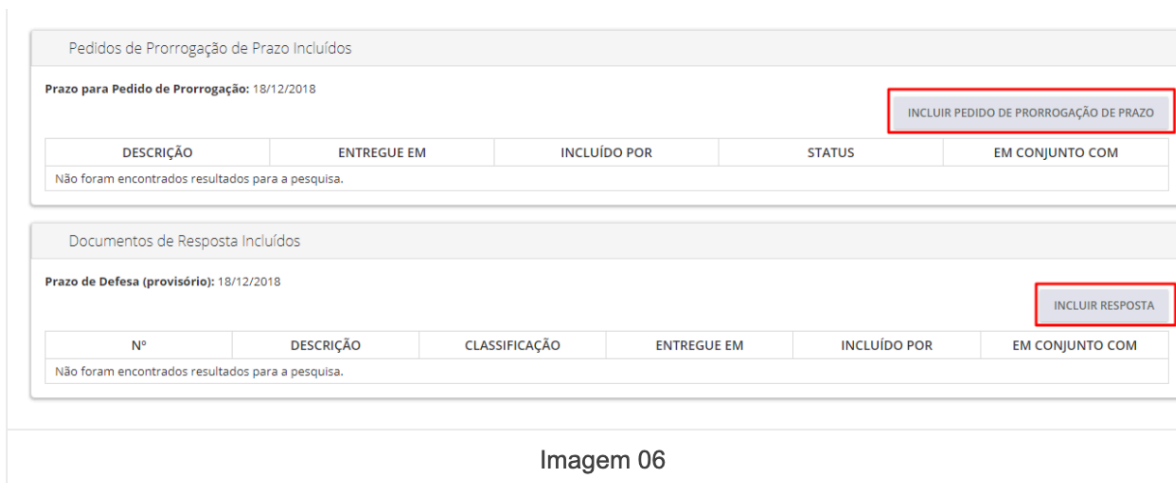 Pedidos de Prorrogação de Prazo Incluídos
Prazo para Pedido de Prorrogação: 18/12/2018
INCLUIR PEDIDO DE PRORROGAÇÃO DE PRAZO
DESCRIÇÃO ENTREGUE EM INCLUÍDO POR STATUS EM CONJUNTO COM
Não foram encontrados resultados para a pesquisa.
Documentos de Resposta Incluídos
Prazo de Defesa (provisório): 18/12/2018
INCLUIR RESPOSTA
Nº DESCRIÇÃO CLASSIFICAÇÃO ENTREGUE EM INCLUÍDO POR EM CONJUNTO COM
Não foram encontrados resultados para a pesquisa.
Imagem 06